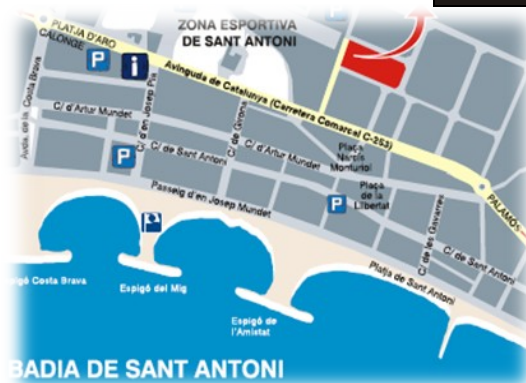 ZONA ESPORTIVA
DE SANT ANTONI
PLATJA D'ARO
CALONGE
P
i
Avinguda de Catalunya (Carretera Comarcal C-253)
Avda. de la Costa Brava
C/ d'en Josep Pla
C/ d'Artur Mundet
C/ de Girona
C/ d'Artur Mundet
C/ de Sant Antoni
P
Plaça
Narcís
Monturiol
Plaça
de la
Llibertat
P
PALAMÓS
Passeig d'en Josep Mundet
C/ de les Gavarres
C/ de Sant Antoni
Platja de Sant Antoni
Costa Brava
Espigó del Mig
Espigó de
l'Amistat
BADIA DE SANT ANTONI